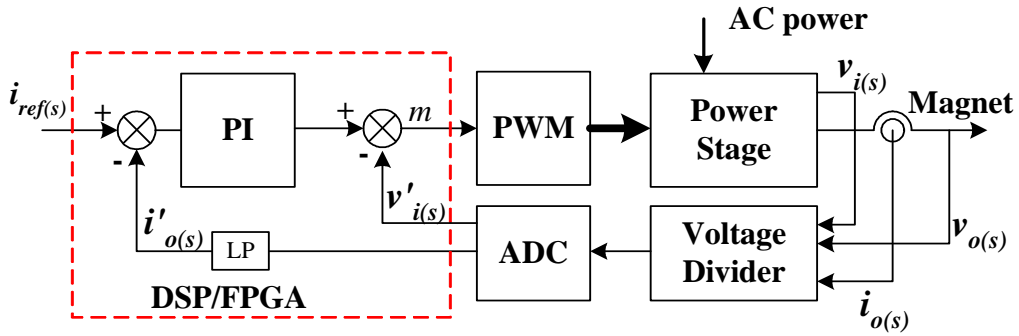 AC power
i_ref(s)
+
-
PI
+
-
m
PWM
Power
Stage
v_i(s)
Magnet
v'_i(s)
i'_o(s)
LP
ADC
Voltage
Divider
v_o(s)
DSP/FPGA
i_o(s)